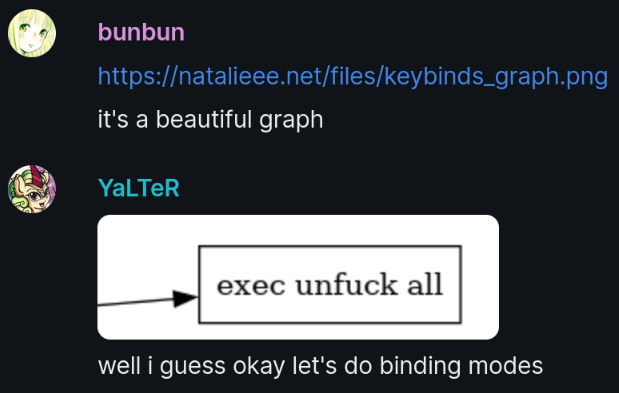 bunbun
https://natalieee.net/files/keybinds_graph.png
it's a beautiful graph
YaLTeR
exec unfuck all
well i guess okay let's do binding modes